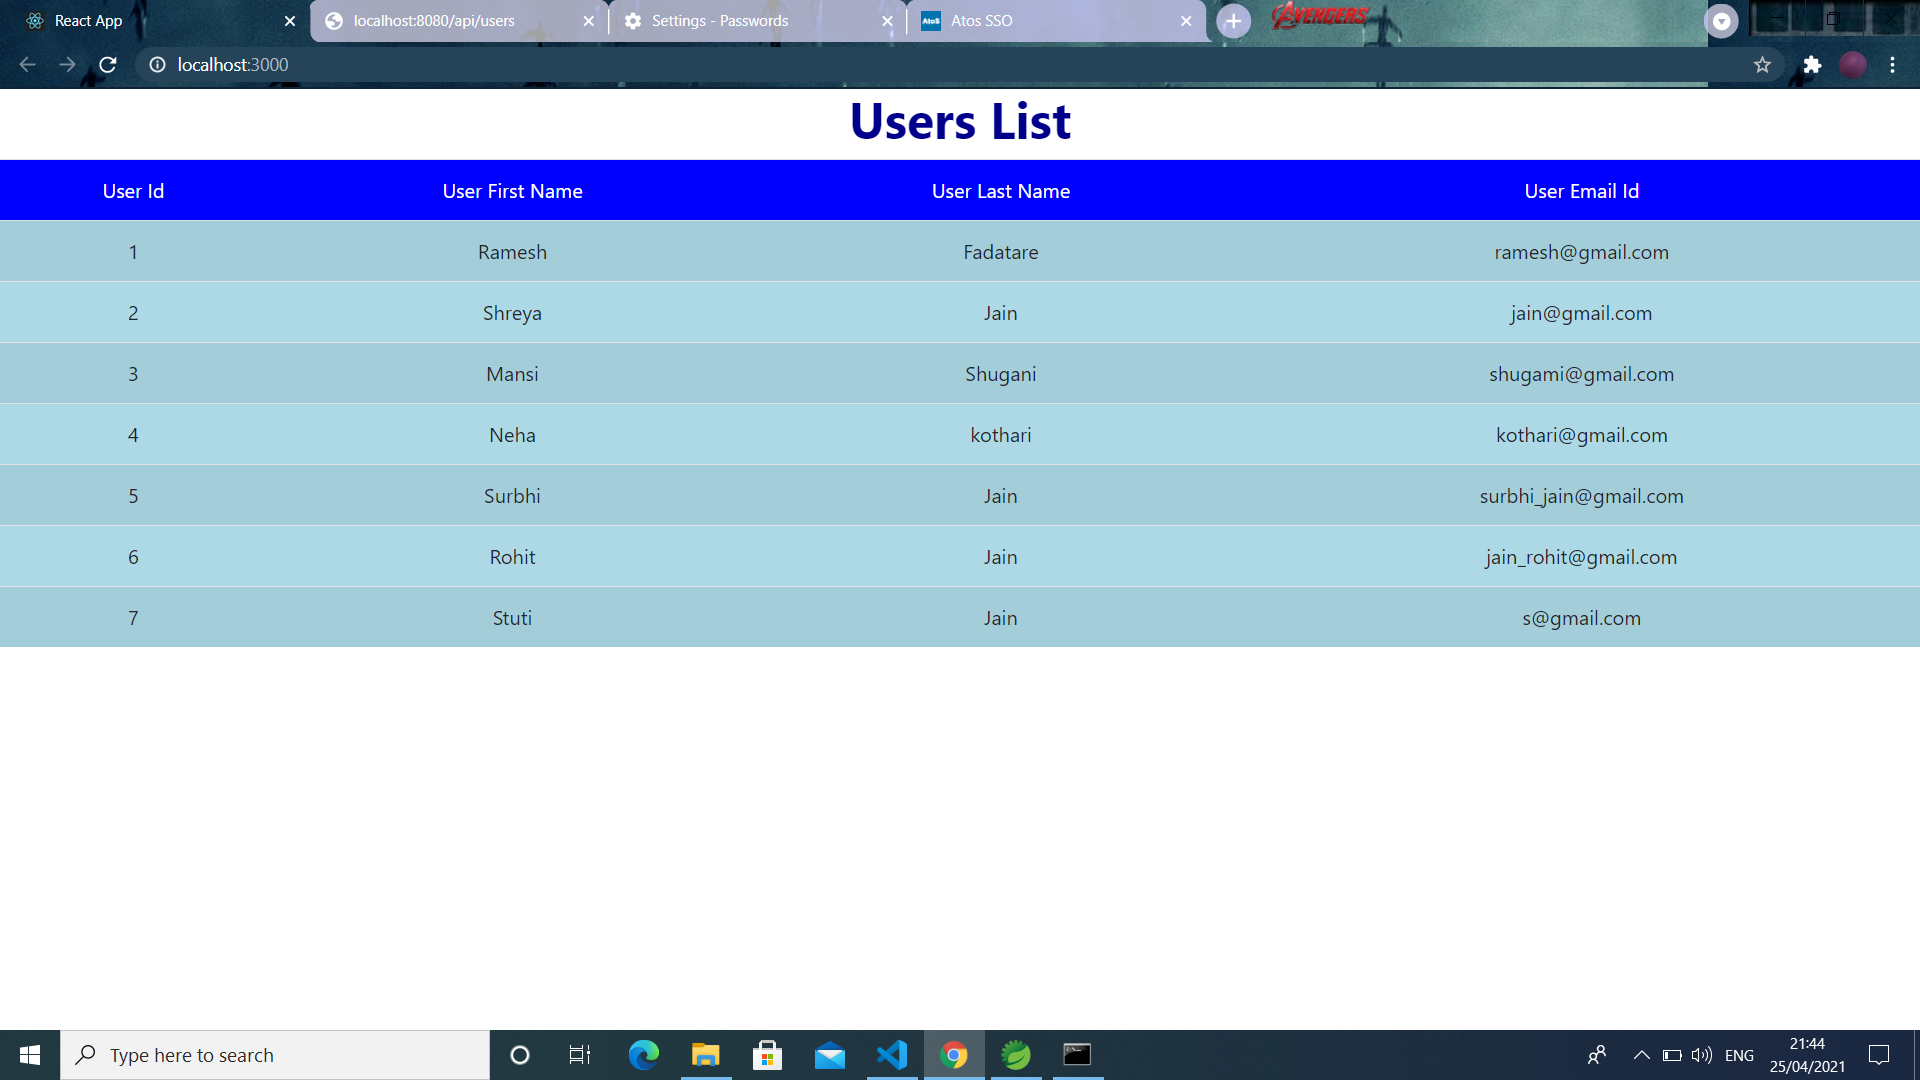 React App
localhost:8080/api/users
Settings - Passwords
AtoS Atos SSO
AVENGERS
localhost:3000
Users List
User Id User First Name User Last Name User Email Id
1 Ramesh Fadatare ramesh@gmail.com
2 Shreya Jain jain@gmail.com
3 Mansi Shugani shugami@gmail.com
4 Neha kothari kothari@gmail.com
5 Surbhi Jain surbhi_jain@gmail.com
6 Rohit Jain jain_rohit@gmail.com
7 Stuti Jain s@gmail.com
Type here to search
ENG
21:44
25/04/2021